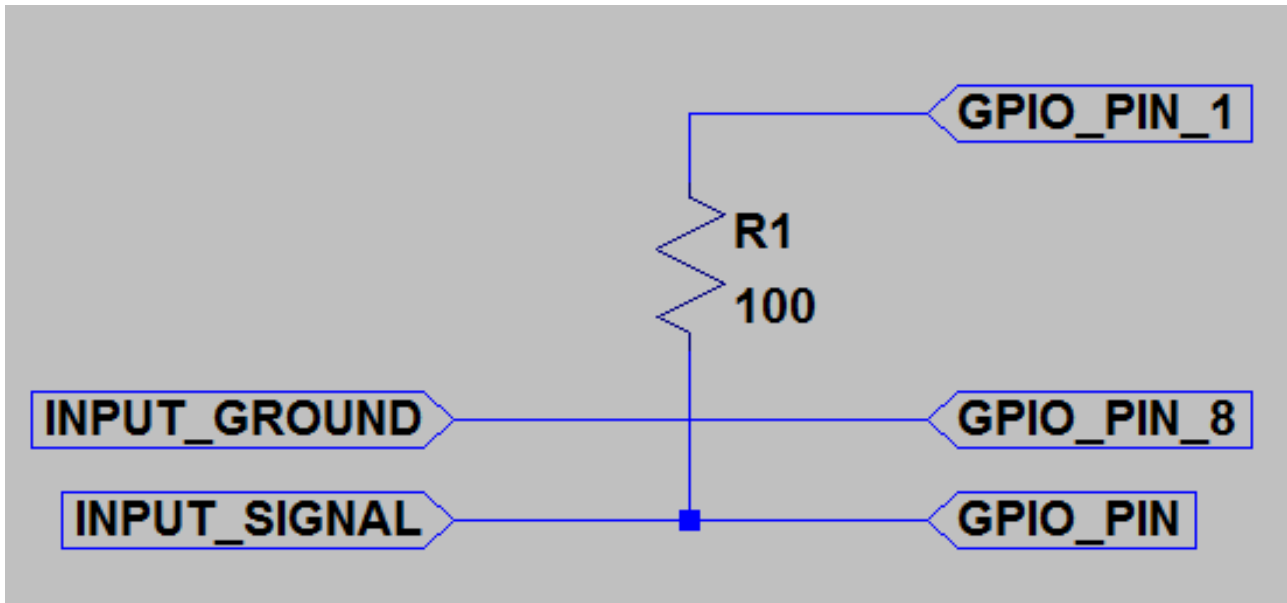 GPIO_PIN_1
R1
100
INPUT_GROUND GPIO_PIN_8
INPUT_SIGNAL GPIO_PIN